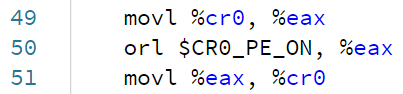 49 movl %cr0, %eax
50 orl $CR0_PE_ON, %eax
51 movl %eax, %cr0